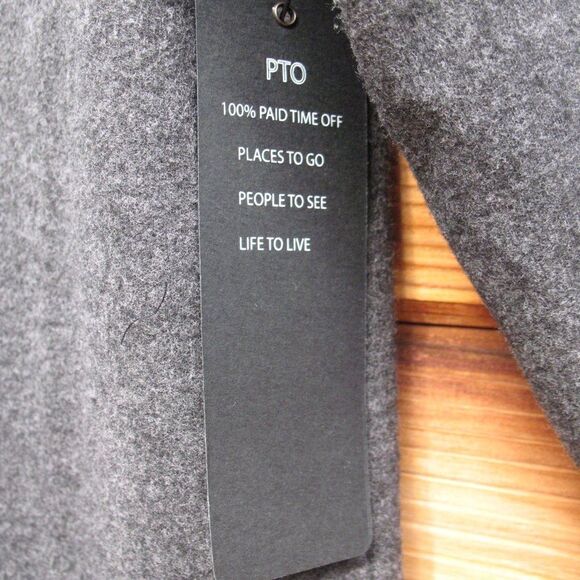 PTO
100% PAID TIME OFF
PLACES TO GO
PEOPLE TO SEE
LIFE TO LIVE